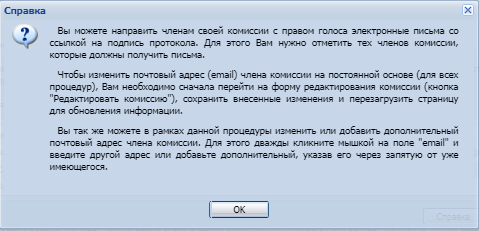 Справка
Вы можете направить членам своей комиссии с правом голоса электронные письма со
ссылкой на подпись протокола. Для этого Вам нужно отметить тех членов комиссии,
которые должны получить письма.
Чтобы изменить почтовый адрес (email) члена комиссии на постоянной основе (для всех
процедур), Вам необходимо сначала перейти на форму редактирования комиссии (кнопка
"Редактировать комиссию"), сохранить внесенные изменения и перезагрузить страницу
для обновления информации.
Вы так же можете в рамках данной процедуры изменить или добавить дополнительный
почтовый адрес члена комиссии. Для этого дважды кликните мышкой на поле "email" и
введите другой адрес или добавьте дополнительный, указав его через запятую от уже
имеющегося.
OK
Справка